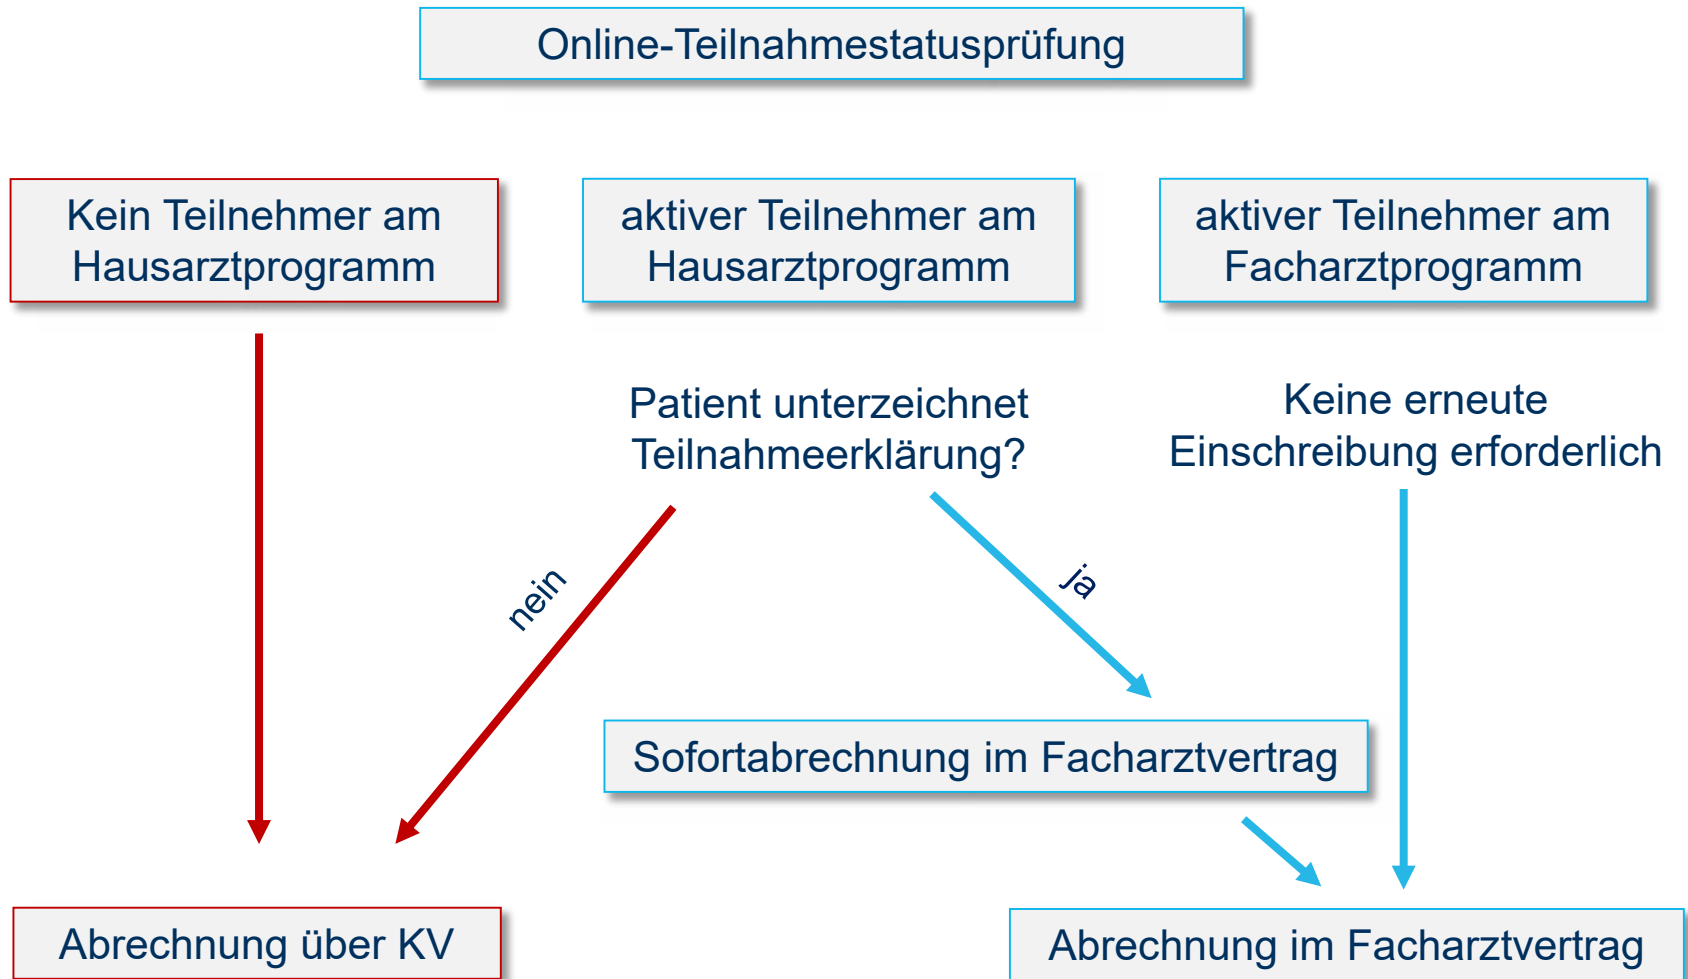 Online-Teilnahmestatusprüfung
Kein Teilnehmer am
Hausarztprogramm
aktiver Teilnehmer am
Hausarztprogramm
aktiver Teilnehmer am
Facharztprogramm
Patient unterzeichnet
Teilnahmeerklärung?
Keine erneute
Einschreibung erforderlich
nein
ja
Sofortabrechnung im Facharztvertrag
Abrechnung über KV
Abrechnung im Facharztvertrag